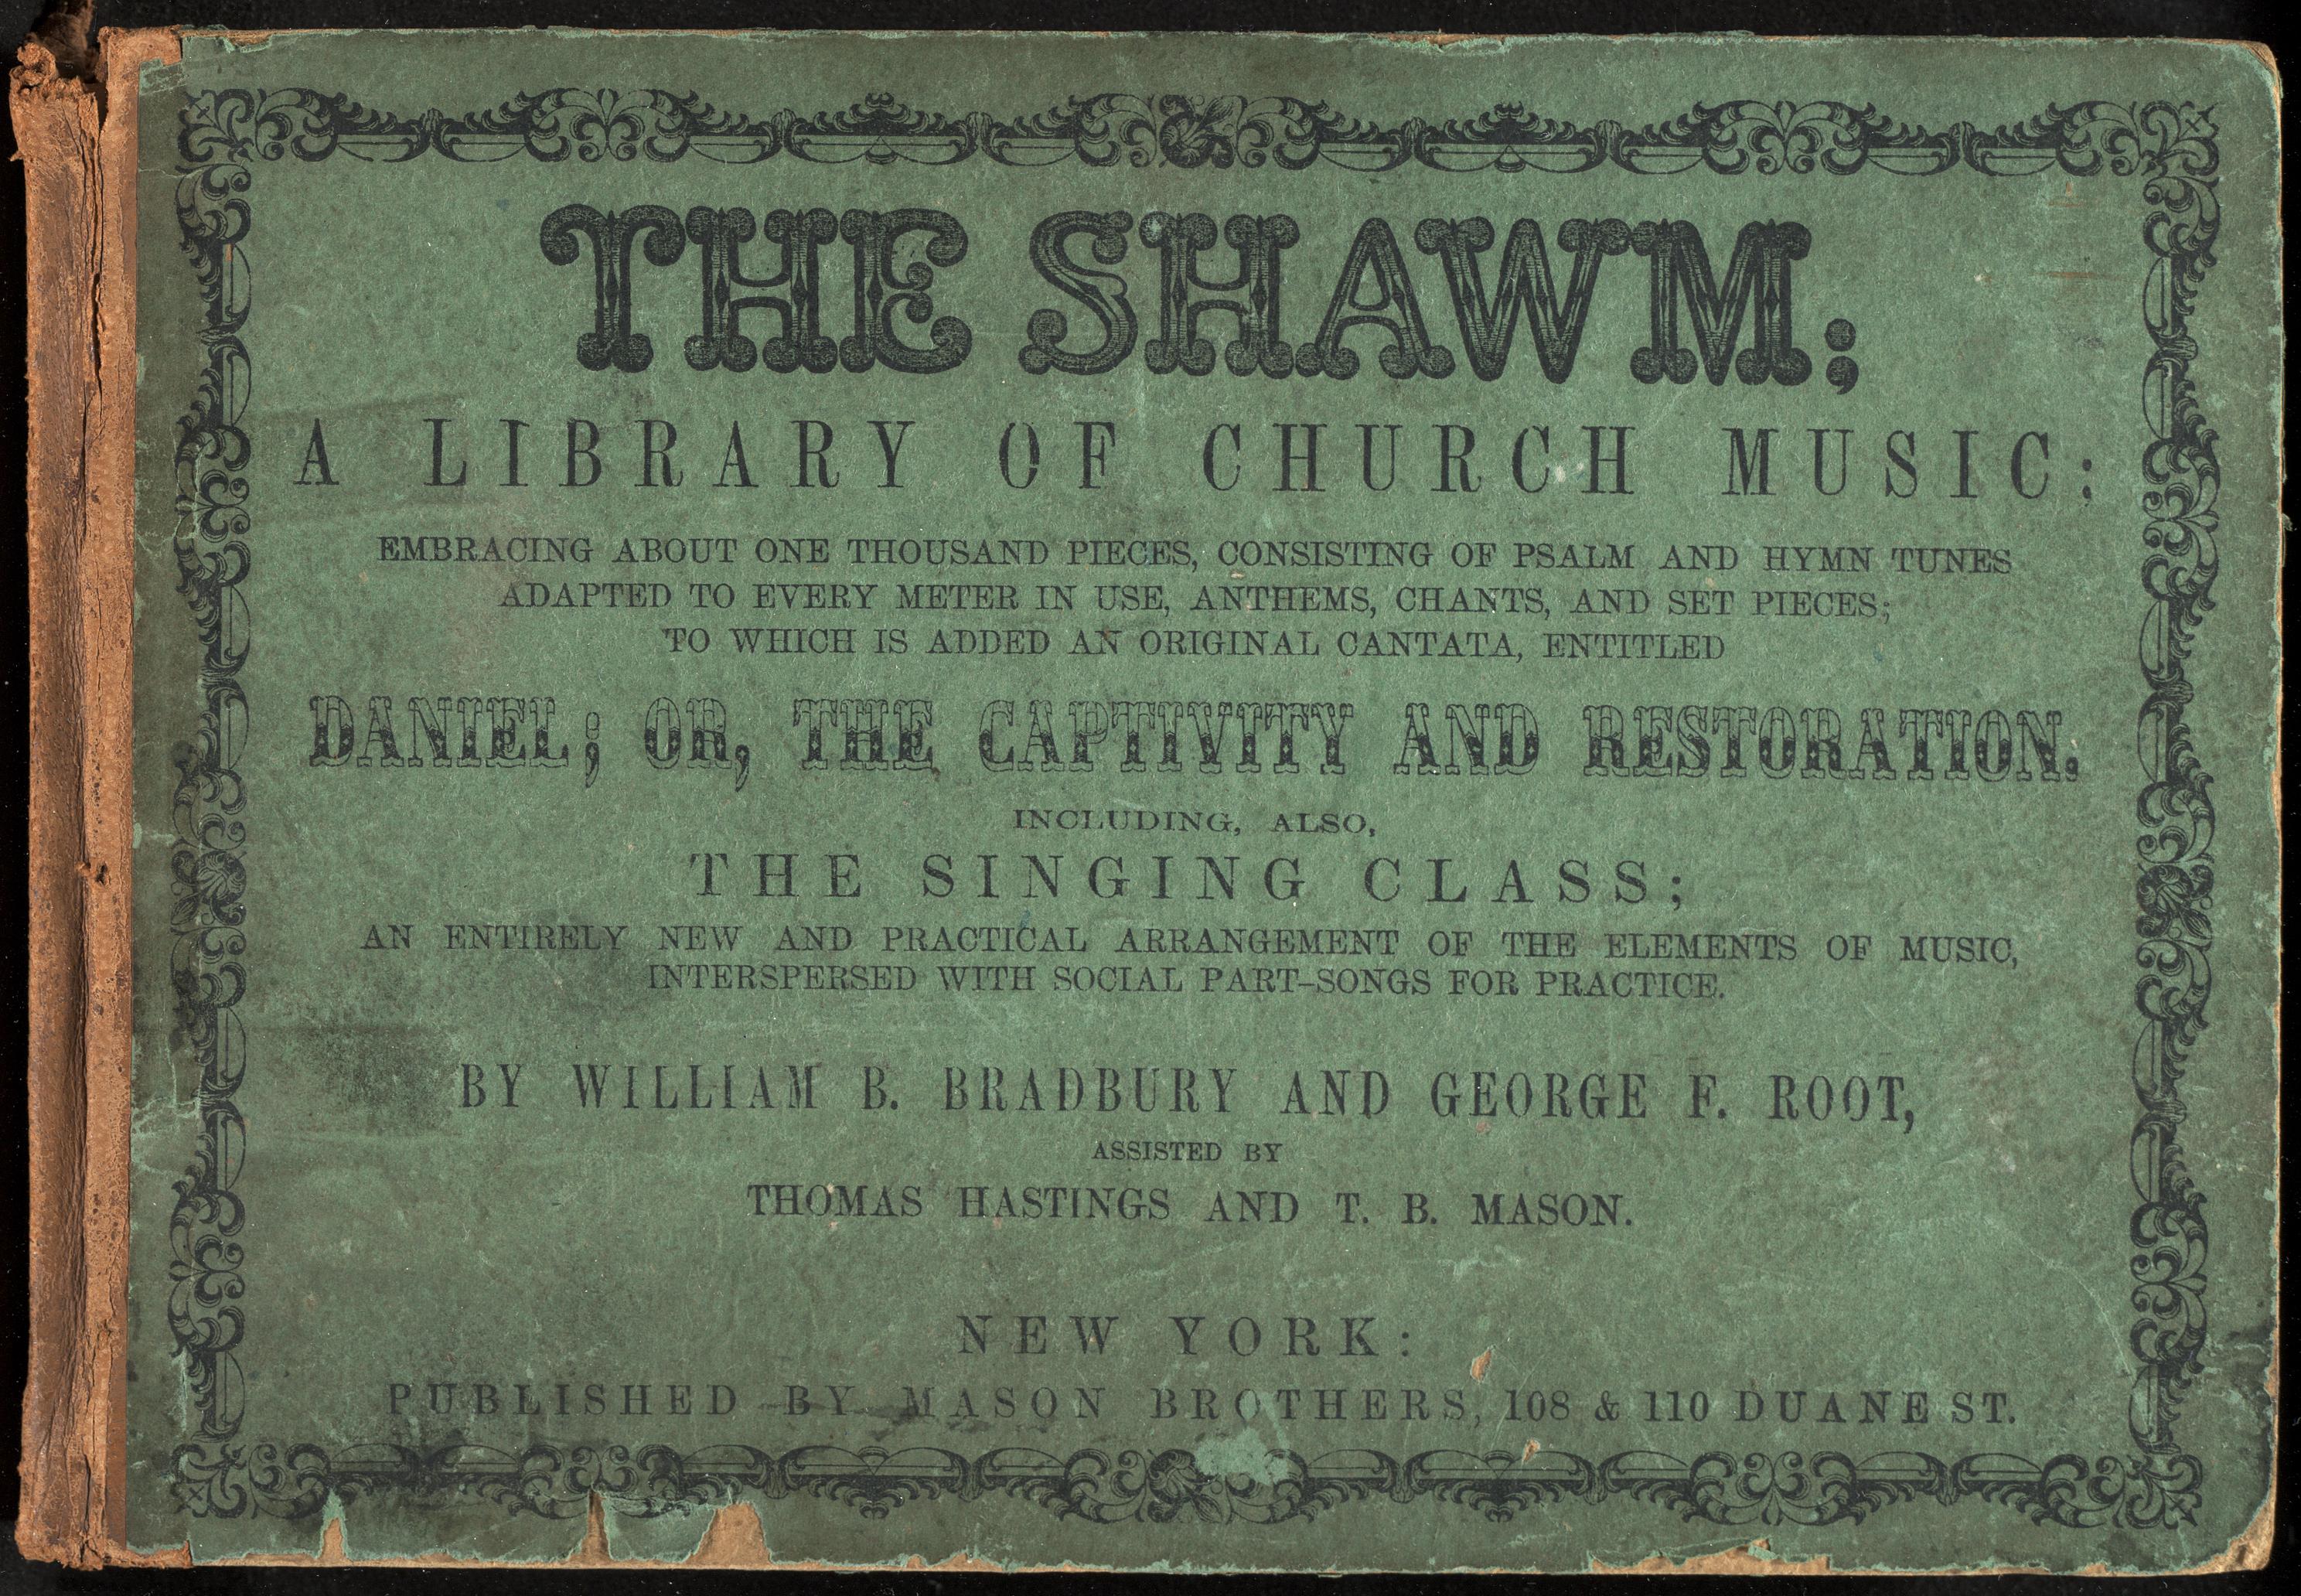 THE SHAWM;
A LIBRARY OF CHURCH MUSIC:
EMBRACING ABOUT ONE THOUSAND PIECES, CONSISTING OF PSALM AND HYMN TUNES
ADAPTED TO EVERY METER IN USE, ANTHEMS, CHANTS, AND SET PIECES;
TO WHICH IS ADDED AN ORIGINAL CANTATA, ENTITLED
DANIEL; OR, THE CAPTIVITY AND RESTORATION.
INCLUDING, ALSO,
THE SINGING CLASS;
AN ENTIRELY NEW AND PRACTICAL ARRANGEMENT OF THE ELEMENTS OF MUSIC,
INTERSPERSED WITH SOCIAL PART-SONGS FOR PRACTICE.
BY WILLIAM B. BRADBURY AND GEORGE F. ROOT,
ASSISTED BY
THOMAS HASTINGS AND T. B. MASON.
NEW YORK:
PUBLISHED BY MASON BROTHERS, 108 & 110 DUANE ST.